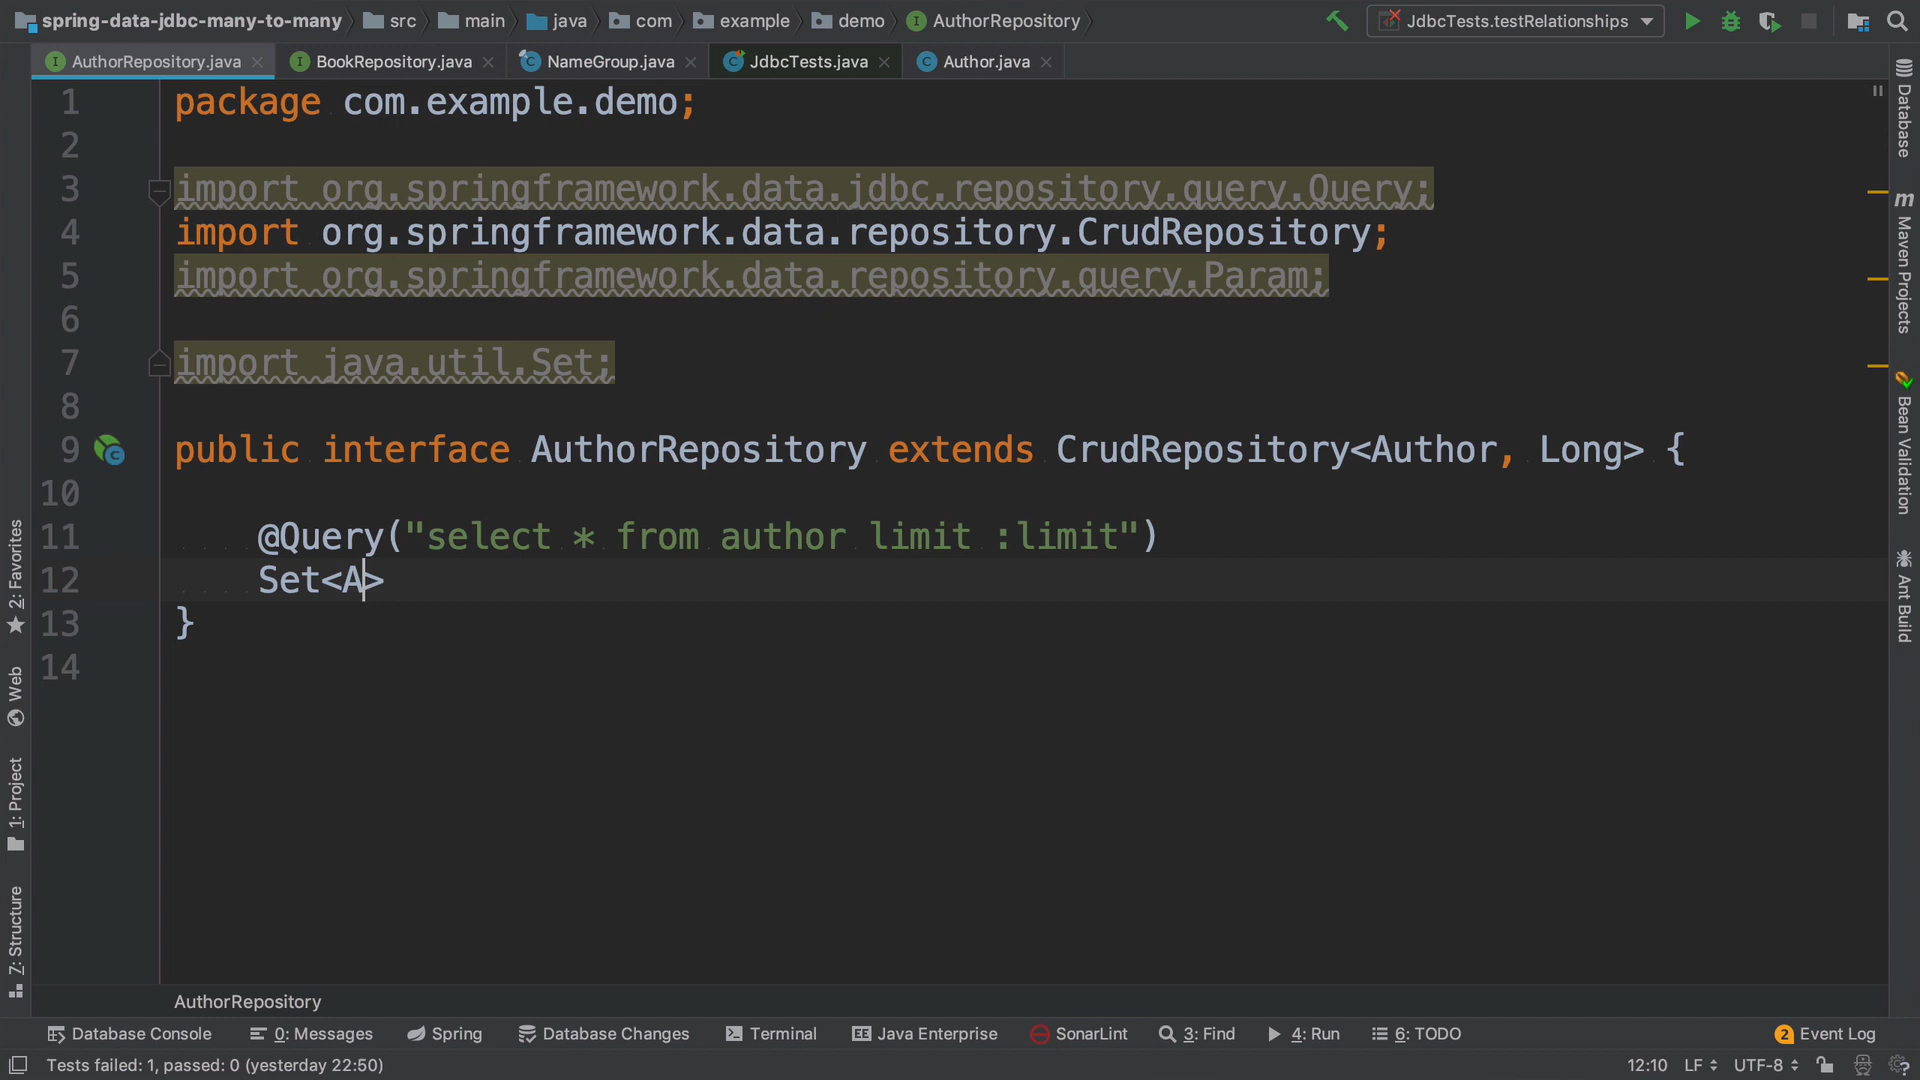 spring-data-jdbc-many-to-many src main java com example demo AuthorRepository JdbcTests.testRelationships
AuthorRepository.java BookRepository.java NameGroup.java JdbcTests.java Author.java
1 package com.example.demo;
2
3 import org.springframework.data.jdbc.repository.query.Query;
4 import org.springframework.data.repository.CrudRepository;
5 import org.springframework.data.repository.query.Param;
6
7 import java.util.Set;
8
9 public interface AuthorRepository extends CrudRepository<Author, Long> {
10
11 @Query("select * from author limit :limit")
12 Set<A>
13 }
14
AuthorRepository
Database Console 0: Messages Spring Database Changes Terminal Java Enterprise SonarLint 3: Find 4: Run 6: TODO 2 Event Log
Tests failed: 1, passed: 0 (yesterday 22:50) 12:10 LF UTF-8
2: Favorites
Web
1: Project
7: Structure
Database
Maven Projects
Bean Validation
Ant Build